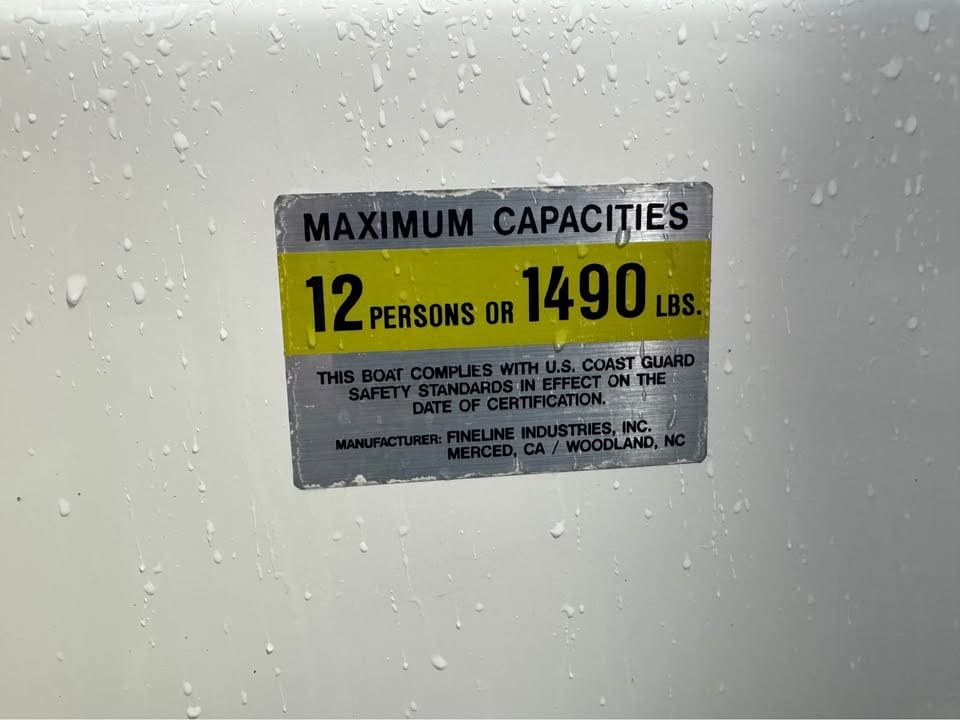 MAXIMUM CAPACITIES
12 PERSONS OR 1490 LBS.
THIS BOAT COMPLIES WITH U.S. COAST GUARD
SAFETY STANDARDS IN EFFECT ON THE
DATE OF CERTIFICATION.
MANUFACTURER: FINELINE INDUSTRIES, INC.
MERCED, CA / WOODLAND, NC